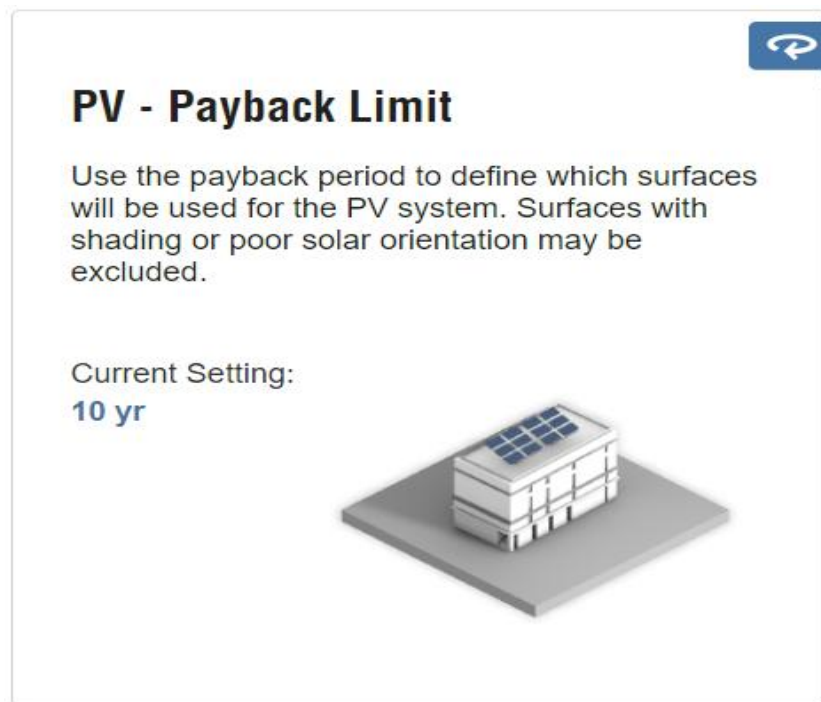 PV - Payback Limit
Use the payback period to define which surfaces
will be used for the PV system. Surfaces with
shading or poor solar orientation may be
excluded.
Current Setting:
10 yr